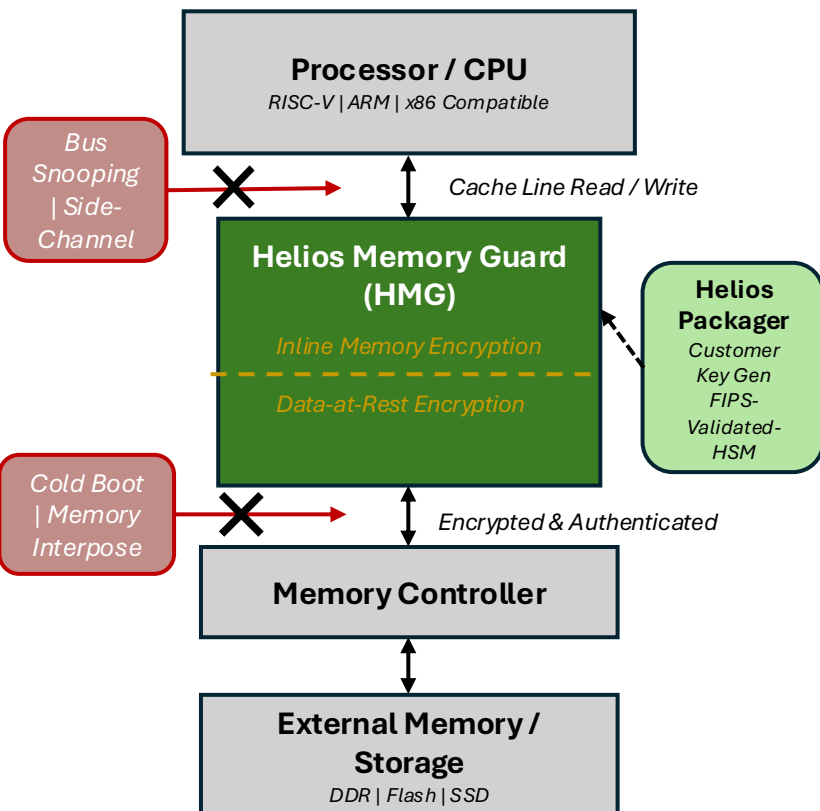 Processor / CPU
RISC-V | ARM | x86 Compatible
Bus
Snooping
| Side-
Channel
Cache Line Read / Write
Helios Memory Guard
(HMG)
Inline Memory Encryption
Data-at-Rest Encryption
Helios
Packager
Customer
Key Gen
FIPS-
Validated-
HSM
Cold Boot
| Memory
Interpose
Encrypted & Authenticated
Memory Controller
External Memory /
Storage
DDR | Flash | SSD